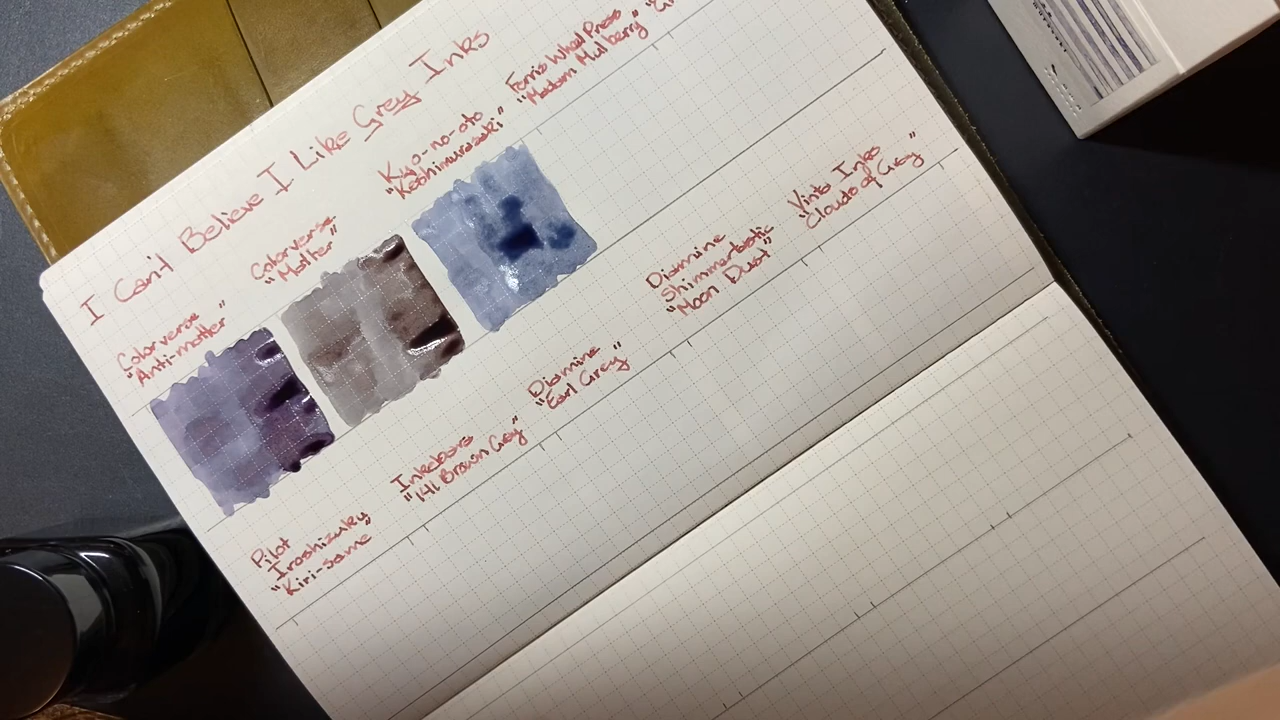 I Can't Believe I Like Grey Inks
Colorverse
"Anti-matter"
Colorverse
"Matter"
Kyo-no-oto
"Keshimurasaki"
Ferris Wheel Press
"Madam Mulberry"
Pilot
Iroshizuku
"Kiri-same"
Inkebara
"141 Brown Grey"
Diamine
"Earl Grey"
Diamine
Shimmertastic
"Moon Dust"
Vinta Inks
"Clouds of Grey"